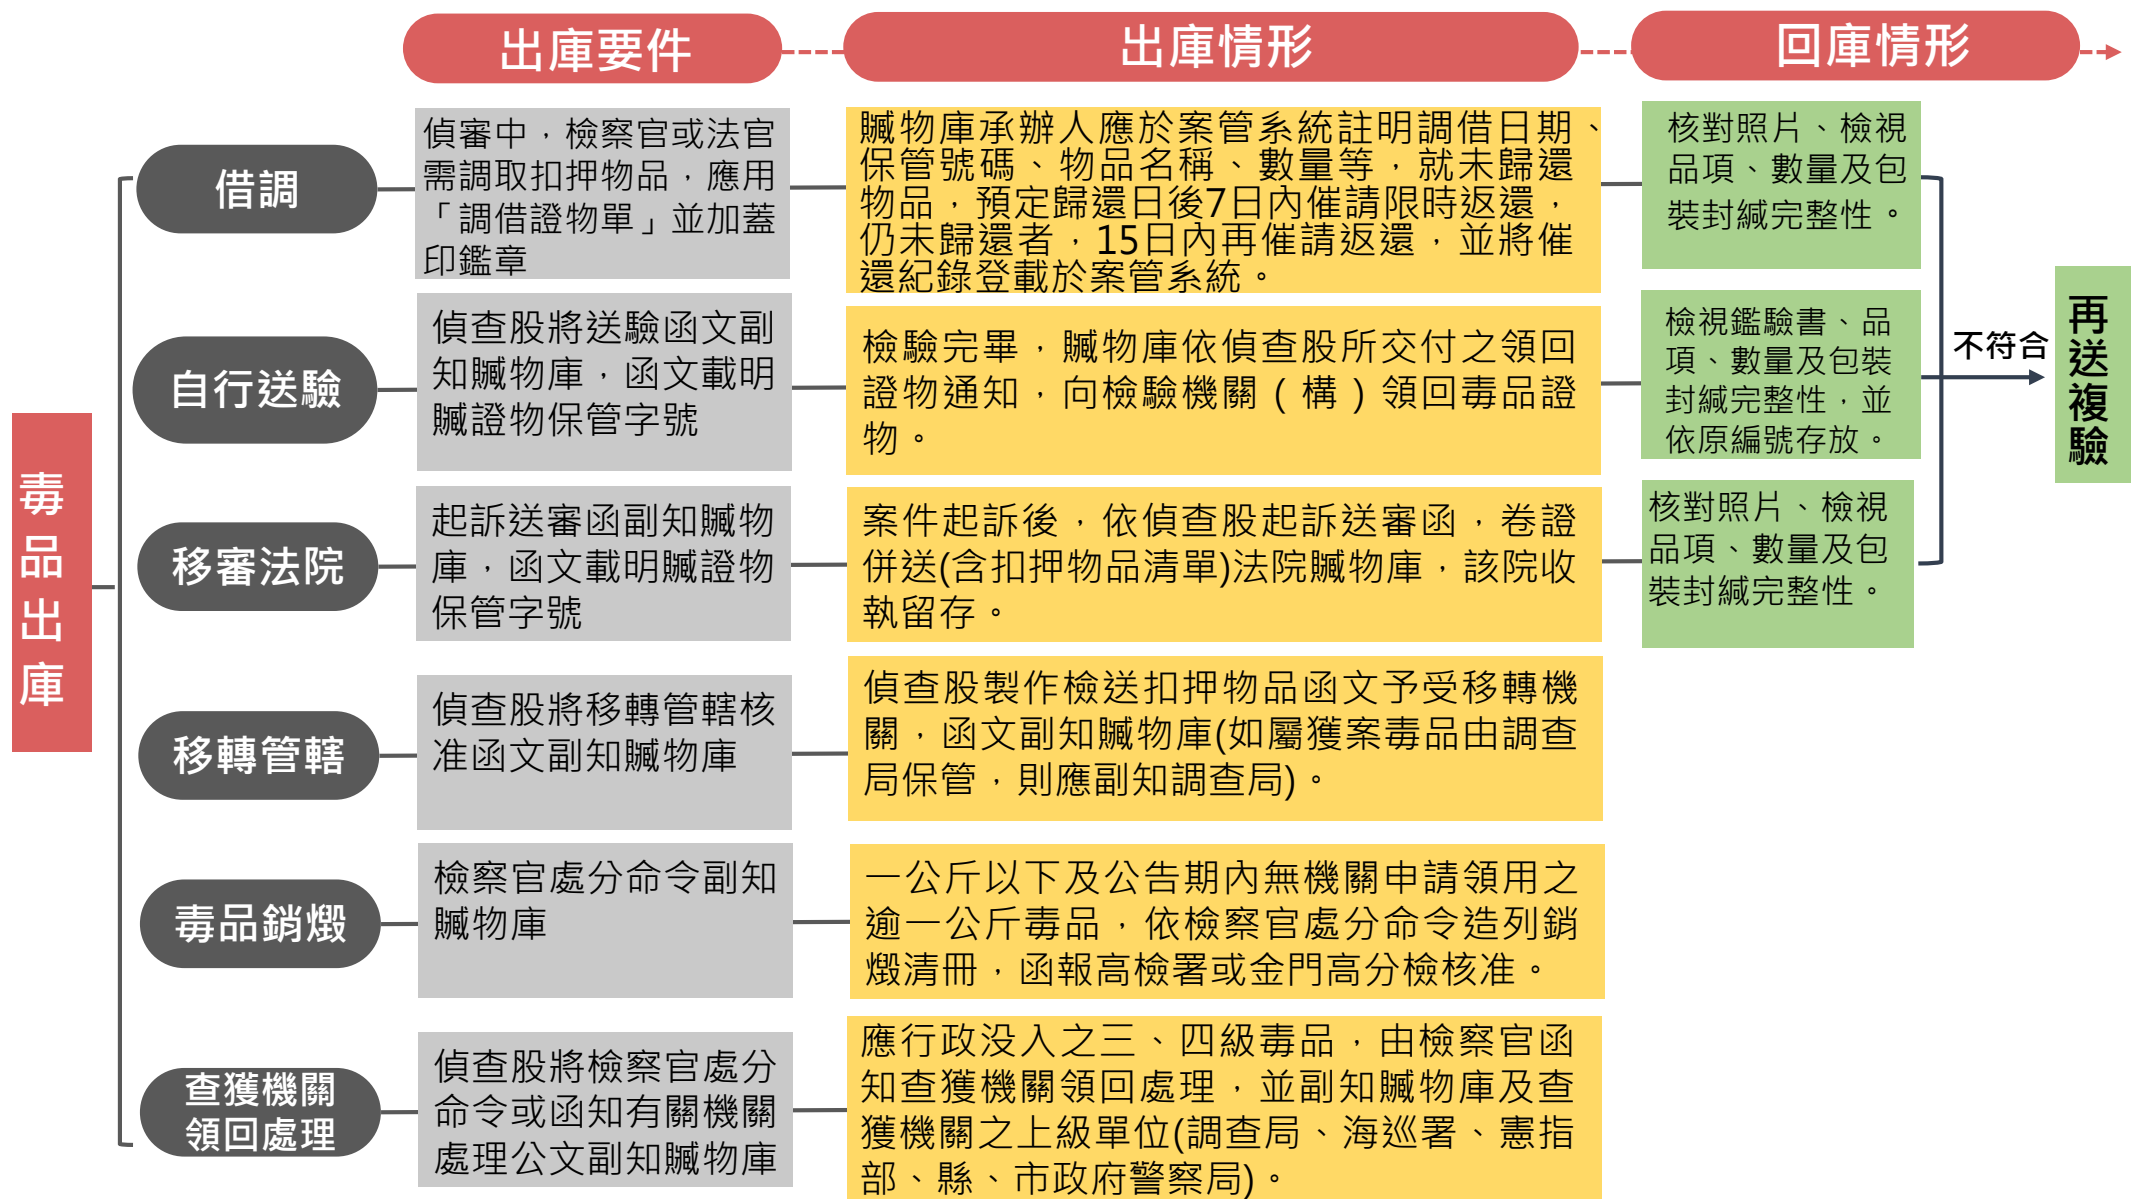 出庫要件
出庫情形
回庫情形
毒品出庫
借調
偵審中，檢察官或法官
需調取扣押物品，應用
「調借證物單」並加蓋
印鑑章
贓物庫承辦人應於案管系統註明調借日期、
保管號碼、物品名稱、數量等，就未歸還
物品，預定歸還日後7日內催請限時返還，
仍未歸還者，15日內再催請返還，並將催
還紀錄登載於案管系統。
核對照片、檢視
品項、數量及包
裝封緘完整性。
自行送驗
偵查股將送驗函文副
知贓物庫，函文載明
贓證物保管字號
檢驗完畢，贓物庫依偵查股所交付之領回
證物通知，向檢驗機關（構）領回毒品證
物。
檢視鑑驗書、品
項、數量及包裝
封緘完整性，並
依原編號存放。
不符合
再送複驗
移審法院
起訴送審函副知贓物
庫，函文載明贓證物
保管字號
案件起訴後，依偵查股起訴送審函，卷證
併送(含扣押物品清單)法院贓物庫，該院收
執留存。
核對照片、檢視
品項、數量及包
裝封緘完整性。
移轉管轄
偵查股將移轉管轄核
准函文副知贓物庫
偵查股製作檢送扣押物品函文予受移轉機
關，函文副知贓物庫(如屬獲案毒品由調查
局保管，則應副知調查局)。
毒品銷燬
檢察官處分命令副知
贓物庫
一公斤以下及公告期內無機關申請領用之
逾一公斤毒品，依檢察官處分命令造列銷
燬清冊，函報高檢署或金門高分檢核准。
查獲機關
領回處理
偵查股將檢察官處分
命令或函知有關機關
處理公文副知贓物庫
應行政沒入之三、四級毒品，由檢察官函
知查獲機關領回處理，並副知贓物庫及查
獲機關之上級單位(調查局、海巡署、憲指
部、縣、市政府警察局)。